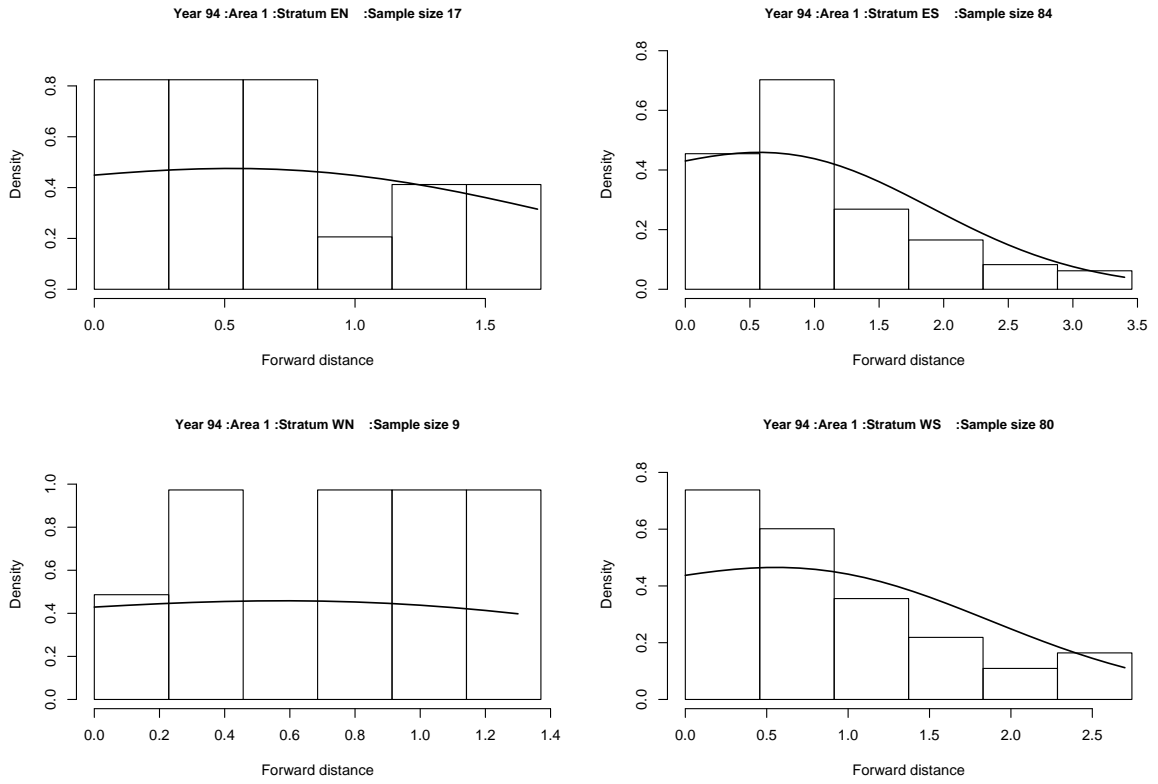 Year 94 :Area 1 :Stratum EN :Sample size 17
Density
0.0 0.2 0.4 0.6 0.8
0.0 0.5 1.0 1.5
Forward distance
Year 94 :Area 1 :Stratum ES :Sample size 84
Density
0.0 0.2 0.4 0.6 0.8
0.0 0.5 1.0 1.5 2.0 2.5 3.0 3.5
Forward distance
Year 94 :Area 1 :Stratum WN :Sample size 9
Density
0.0 0.2 0.4 0.6 0.8 1.0
0.0 0.2 0.4 0.6 0.8 1.0 1.2 1.4
Forward distance
Year 94 :Area 1 :Stratum WS :Sample size 80
Density
0.0 0.2 0.4 0.6 0.8
0.0 0.5 1.0 1.5 2.0 2.5
Forward distance